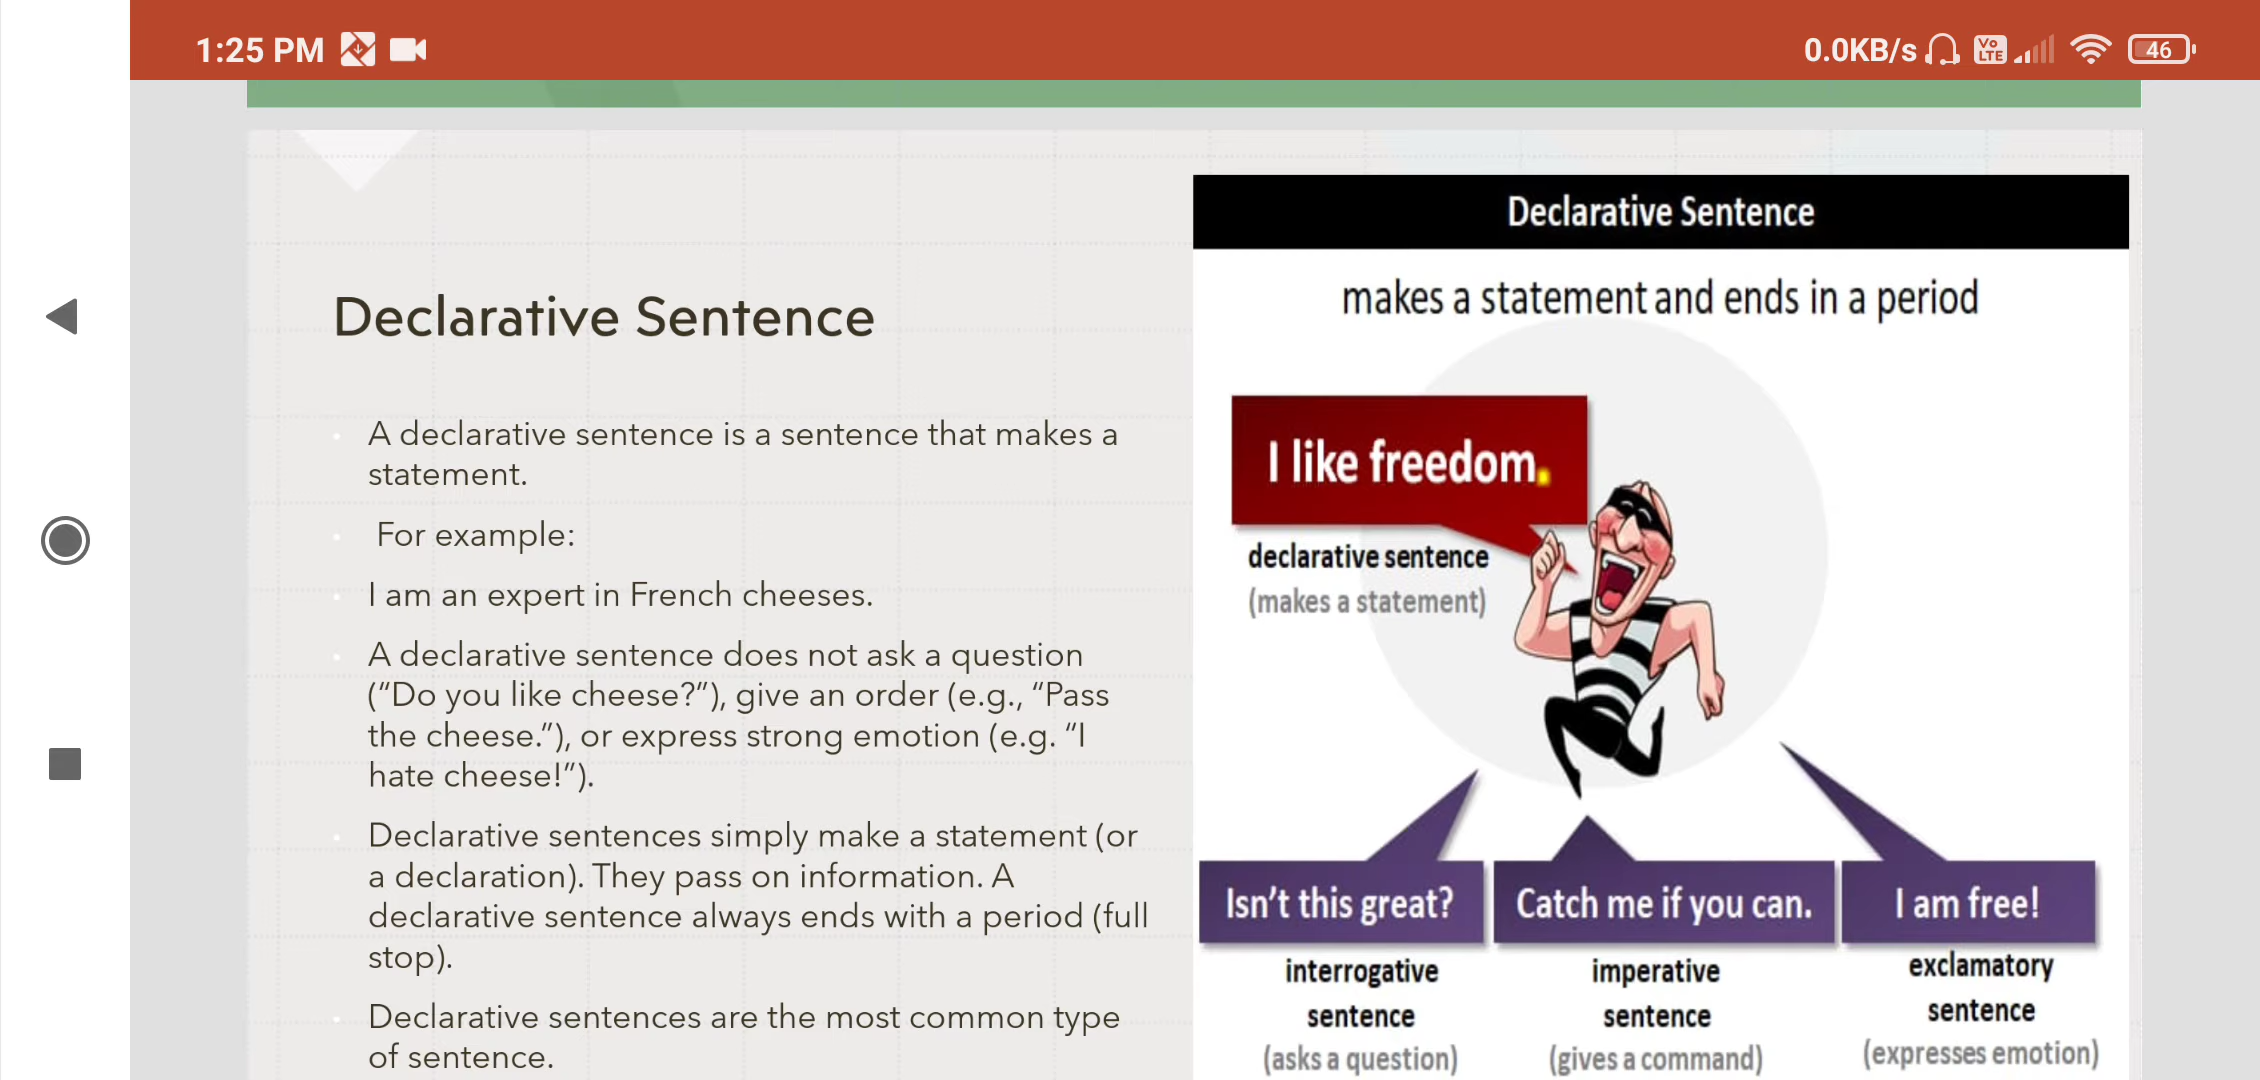 1:25 PM
0.0KB/s
Vo
LTE
46
Declarative Sentence
A declarative sentence is a sentence that makes a
statement.
For example:
I am an expert in French cheeses.
A declarative sentence does not ask a question
(“Do you like cheese?”), give an order (e.g., “Pass
the cheese.”), or express strong emotion (e.g. “I
hate cheese!”).
Declarative sentences simply make a statement (or
a declaration). They pass on information. A
declarative sentence always ends with a period (full
stop).
Declarative sentences are the most common type
of sentence.
Declarative Sentence
makes a statement and ends in a period
I like freedom.
declarative sentence
(makes a statement)
Isn’t this great?
interrogative
sentence
(asks a question)
Catch me if you can.
imperative
sentence
(gives a command)
I am free!
exclamatory
sentence
(expresses emotion)